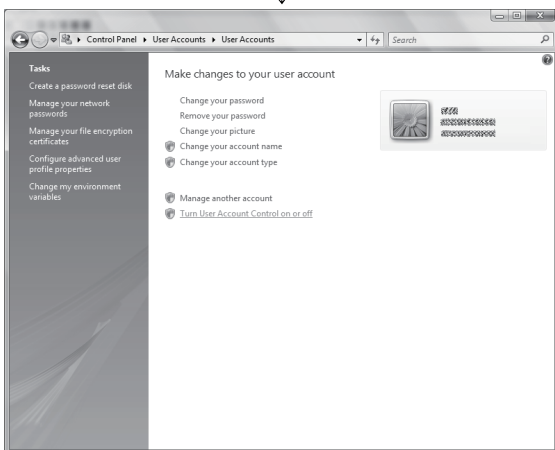 Control Panel ▸ User Accounts ▸ User Accounts
Search
Tasks
Create a password reset disk
Manage your network
passwords
Manage your file encryption
certificates
Configure advanced user
profile properties
Change my environment
variables
Make changes to your user account
Change your password
Remove your password
Change your picture
Change your account name
Change your account type
Manage another account
Turn User Account Control on or off